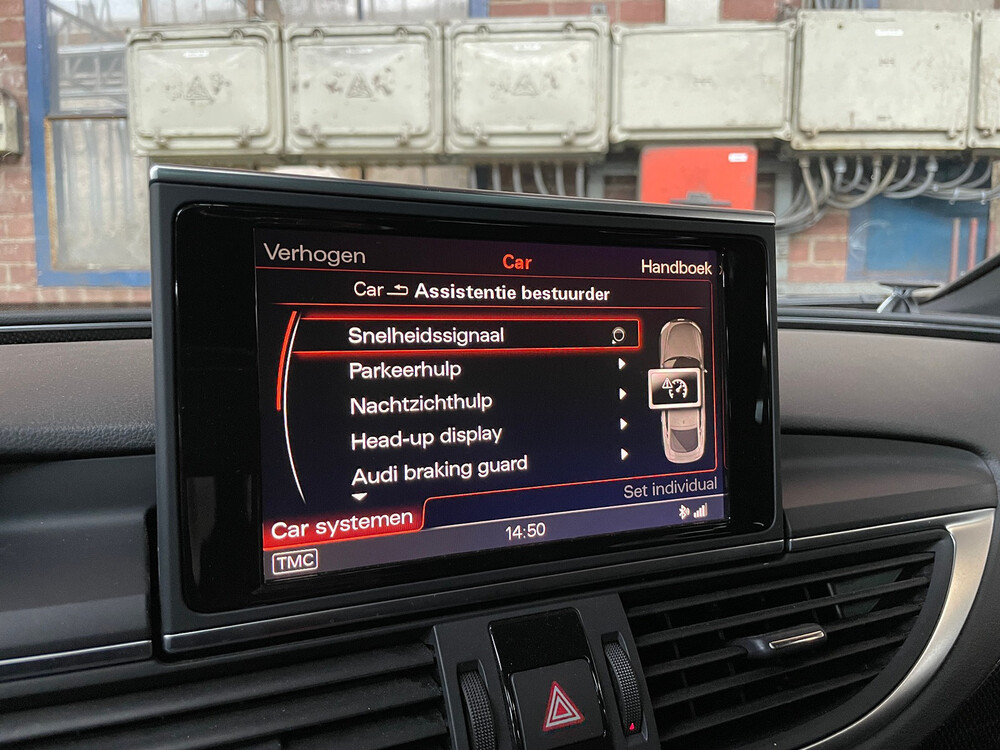 Verhogen
Car
Handboek
Car Assistentie bestuurder
Snelheidssignaal
Parkeerhulp
Nachtzichthulp
Head-up display
Audi braking guard
Set individual
Car systemen
14:50
TMC